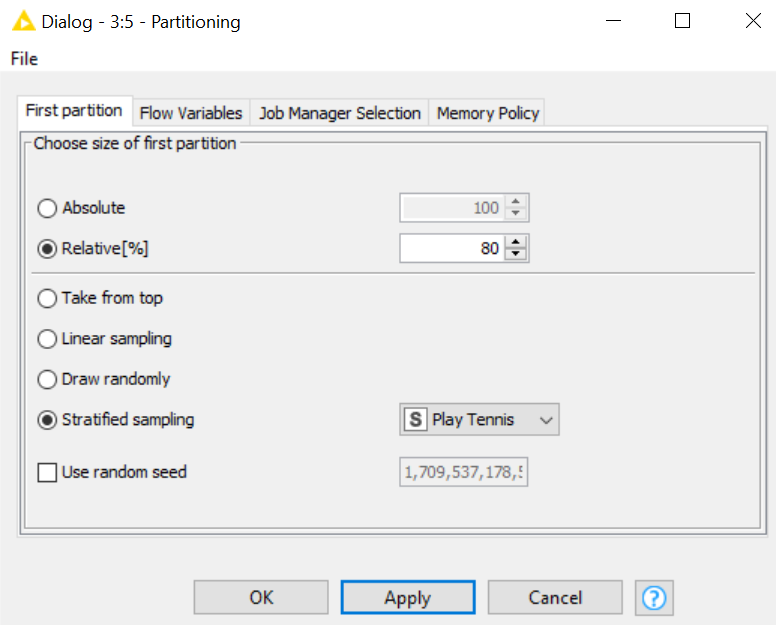 Dialog - 3:5 - Partitioning
File
First partition Flow Variables Job Manager Selection Memory Policy
Choose size of first partition
Absolute 100
Relative[%] 80
Take from top
Linear sampling
Draw randomly
Stratified sampling S Play Tennis
Use random seed 1,709,537,178,
OK Apply Cancel ?